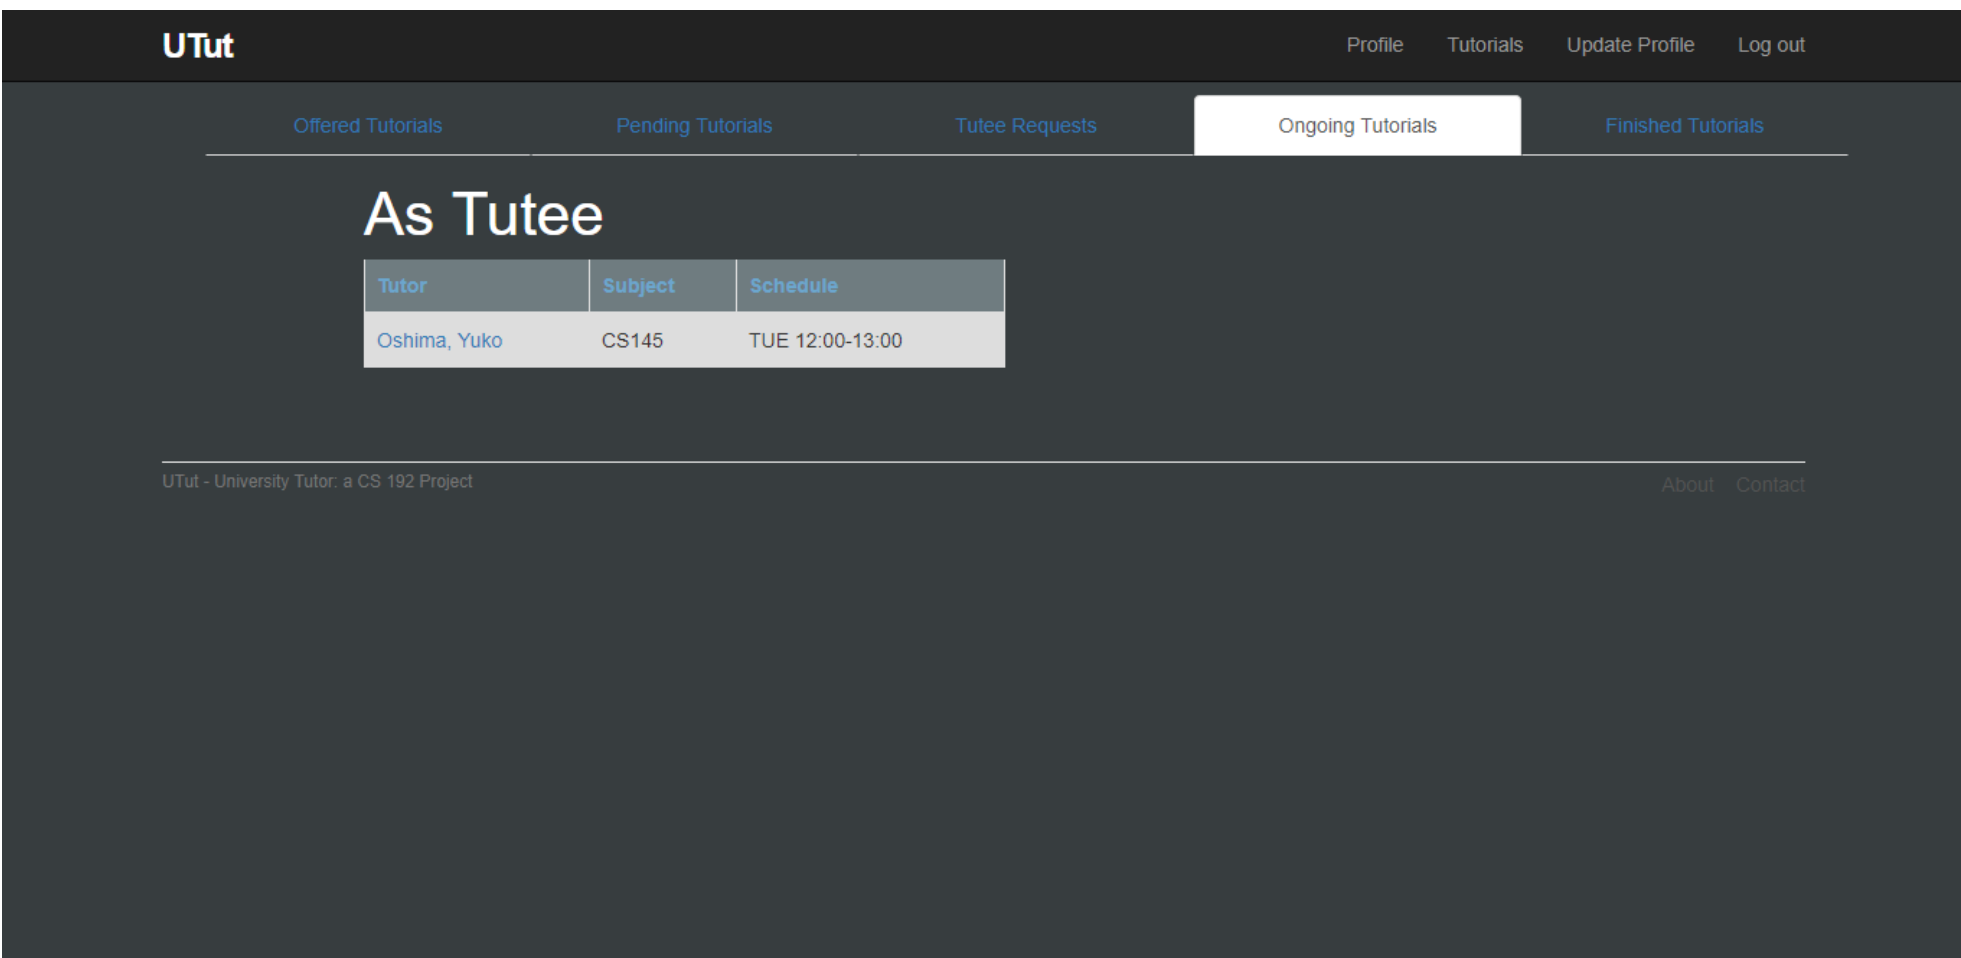 UTut Profile Tutorials Update Profile Log out
Offered Tutorials Pending Tutorials Tutee Requests Ongoing Tutorials Finished Tutorials
As Tutee
Tutor Subject Schedule
Oshima, Yuko CS145 TUE 12:00-13:00
UTut - University Tutor: a CS 192 Project About Contact